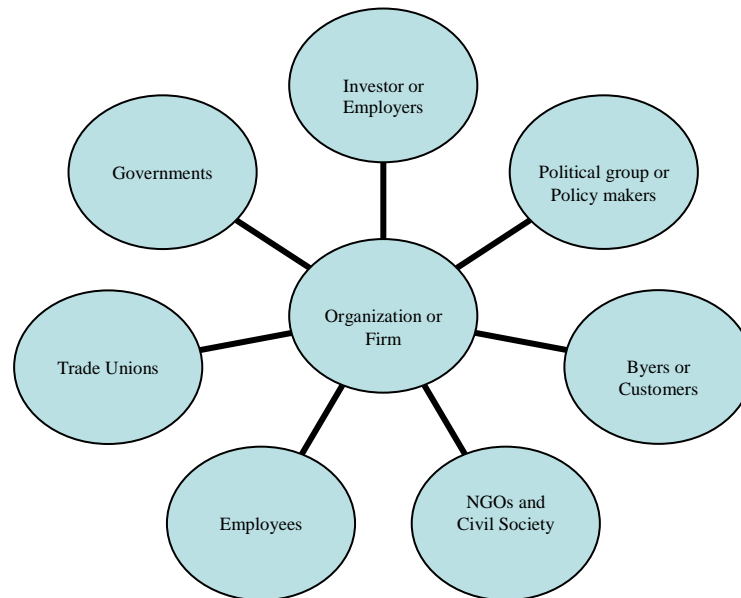 Investor or
Employers
Governments
Political group or
Policy makers
Organization or
Firm
Trade Unions
Byers or
Customers
Employees
NGOs and
Civil Society